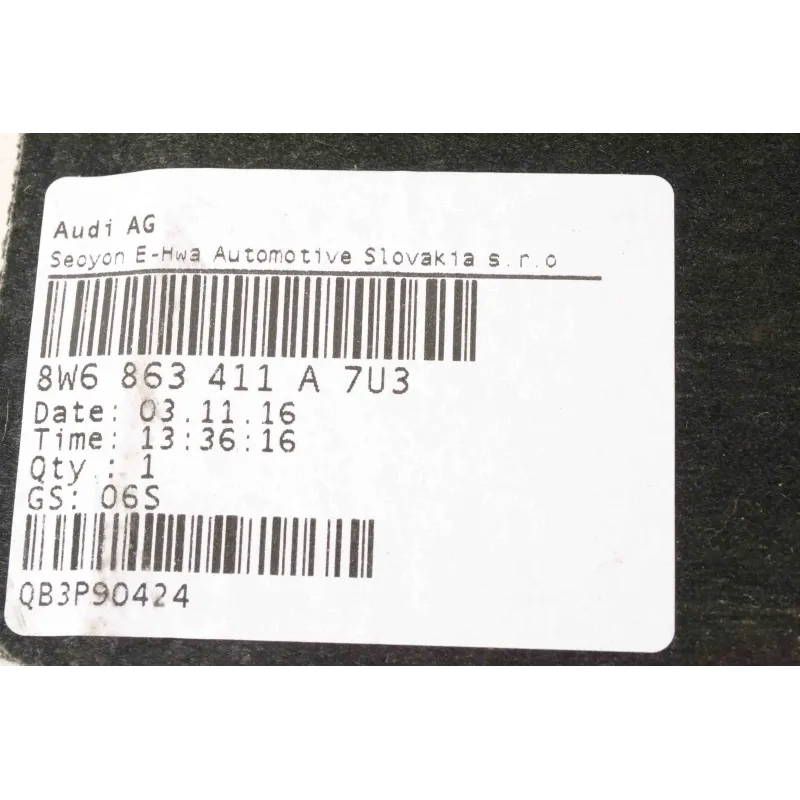 Audi AG
Seoyon E-Hwa Automotive Slovakia s.r.o
8W6 863 411 A 7U3
Date: 03.11.16
Time: 13:36:16
Qty : 1
GS: 06S
QB3P90424